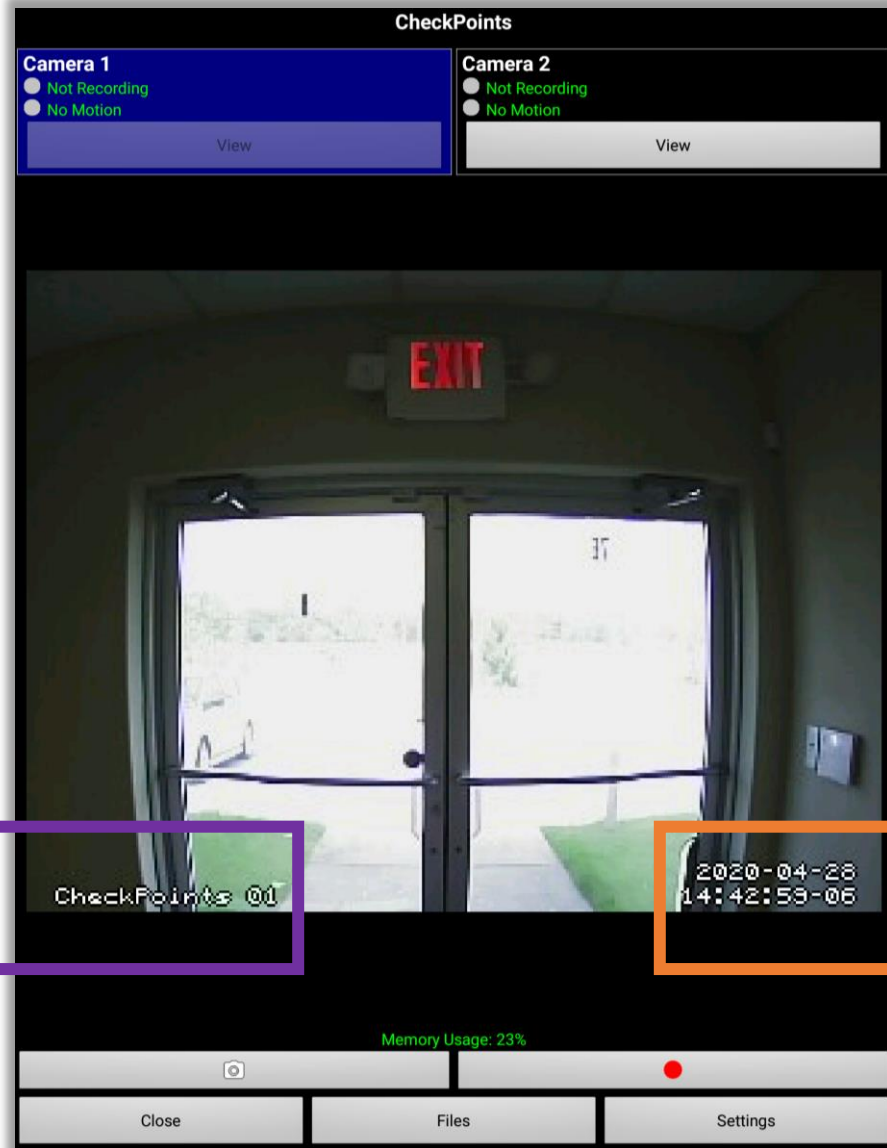 CheckPoints
Camera 1
Not Recording
No Motion
View
Camera 2
Not Recording
No Motion
View
EXIT
CheckPoints 01
2020-04-28
14:42:59-06
Memory Usage: 23%
Close
Files
Settings